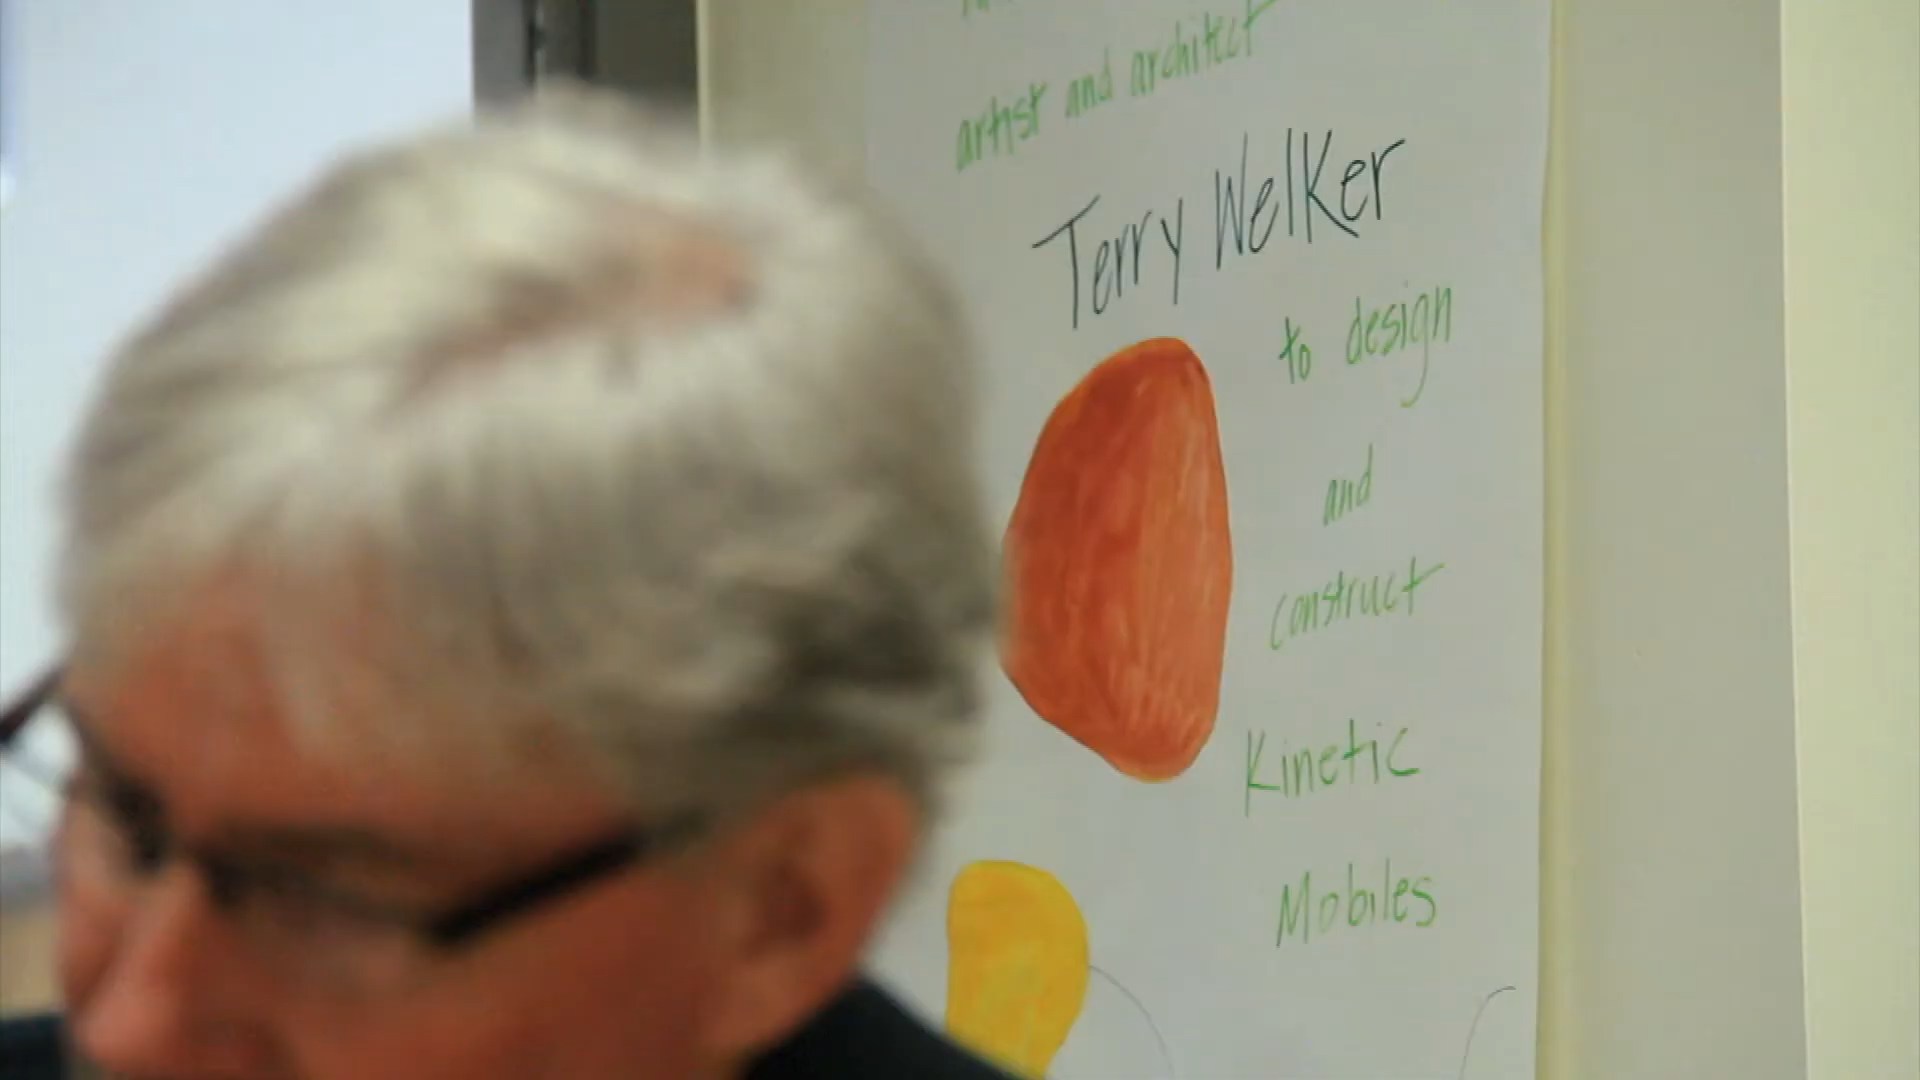 artist and architect
Terry Welker
to design
and
construct
Kinetic
Mobiles